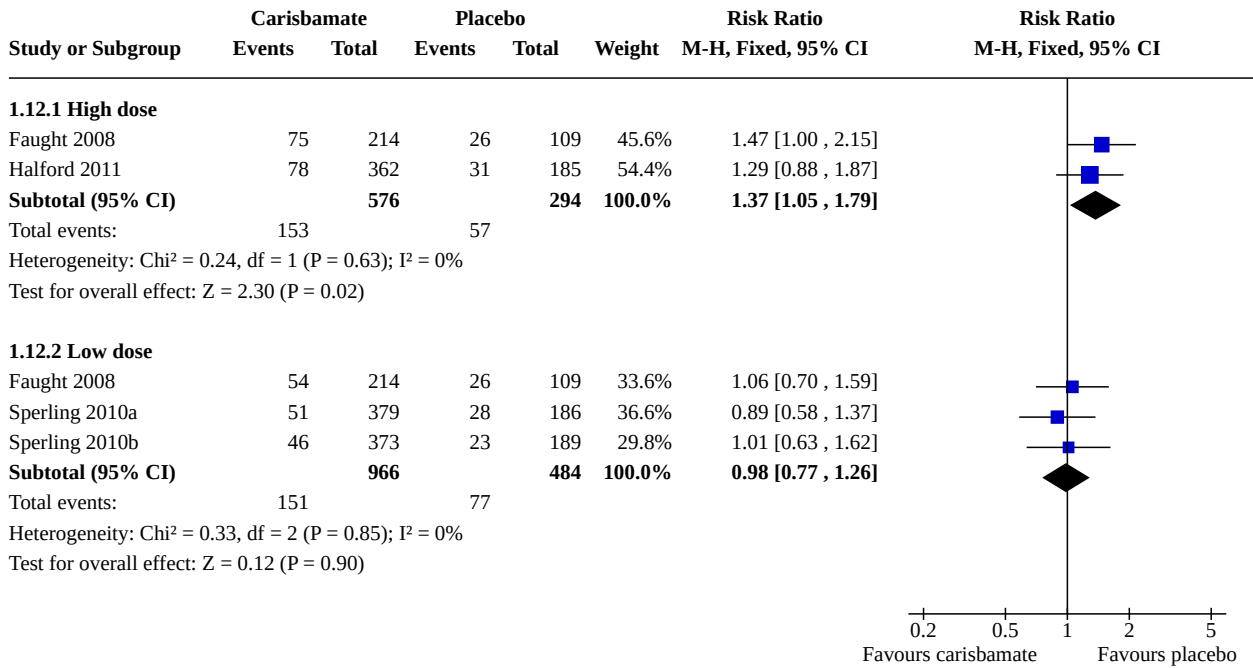 Carisbamate Placebo Risk Ratio Risk Ratio
Study or Subgroup Events Total Events Total Weight M-H, Fixed, 95% CI M-H, Fixed, 95% CI
1.12.1 High dose
Faught 2008 75 214 26 109 45.6% 1.47 [1.00 , 2.15]
Halford 2011 78 362 31 185 54.4% 1.29 [0.88 , 1.87]
Subtotal (95% CI) 576 294 100.0% 1.37 [1.05 , 1.79]
Total events: 153 57
Heterogeneity: Chi² = 0.24, df = 1 (P = 0.63); I² = 0%
Test for overall effect: Z = 2.30 (P = 0.02)
1.12.2 Low dose
Faught 2008 54 214 26 109 33.6% 1.06 [0.70 , 1.59]
Sperling 2010a 51 379 28 186 36.6% 0.89 [0.58 , 1.37]
Sperling 2010b 46 373 23 189 29.8% 1.01 [0.63 , 1.62]
Subtotal (95% CI) 966 484 100.0% 0.98 [0.77 , 1.26]
Total events: 151 77
Heterogeneity: Chi² = 0.33, df = 2 (P = 0.85); I² = 0%
Test for overall effect: Z = 0.12 (P = 0.90)
0.2 0.5 1 2 5
Favours carisbamate Favours placebo